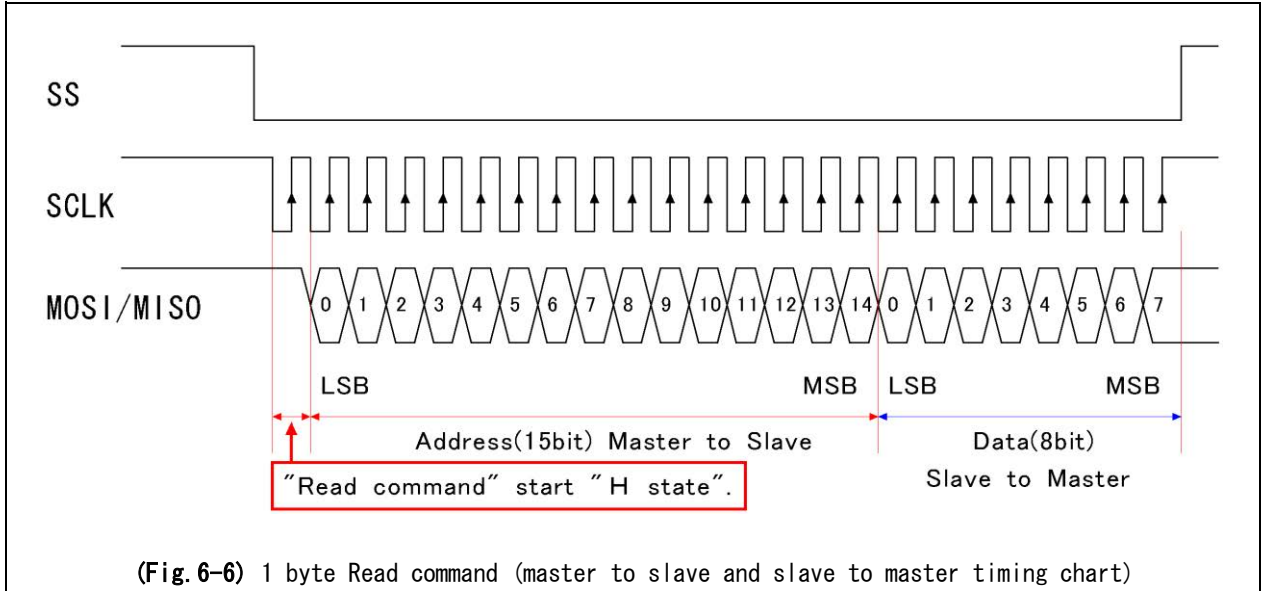 SS
SCLK
MOSI/MISO
0 1 2 3 4 5 6 7 8 9 10 11 12 13 14 0 1 2 3 4 5 6 7
LSB MSB LSB MSB
Address(15bit) Master to Slave Data(8bit)
"Read command" start "H state". Slave to Master
(Fig.6-6) 1 byte Read command (master to slave and slave to master timing chart)